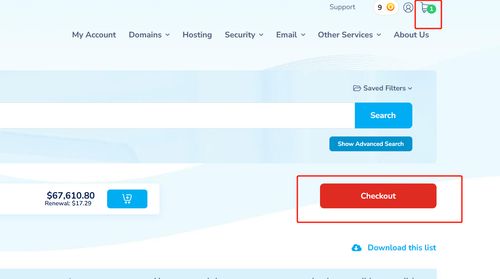 Support
9
1
My Account Domains Hosting Security Email Other Services About Us
Saved Filters
Search
Show Advanced Search
$67,610.80
Renewal: $17.29
Checkout
Download this list